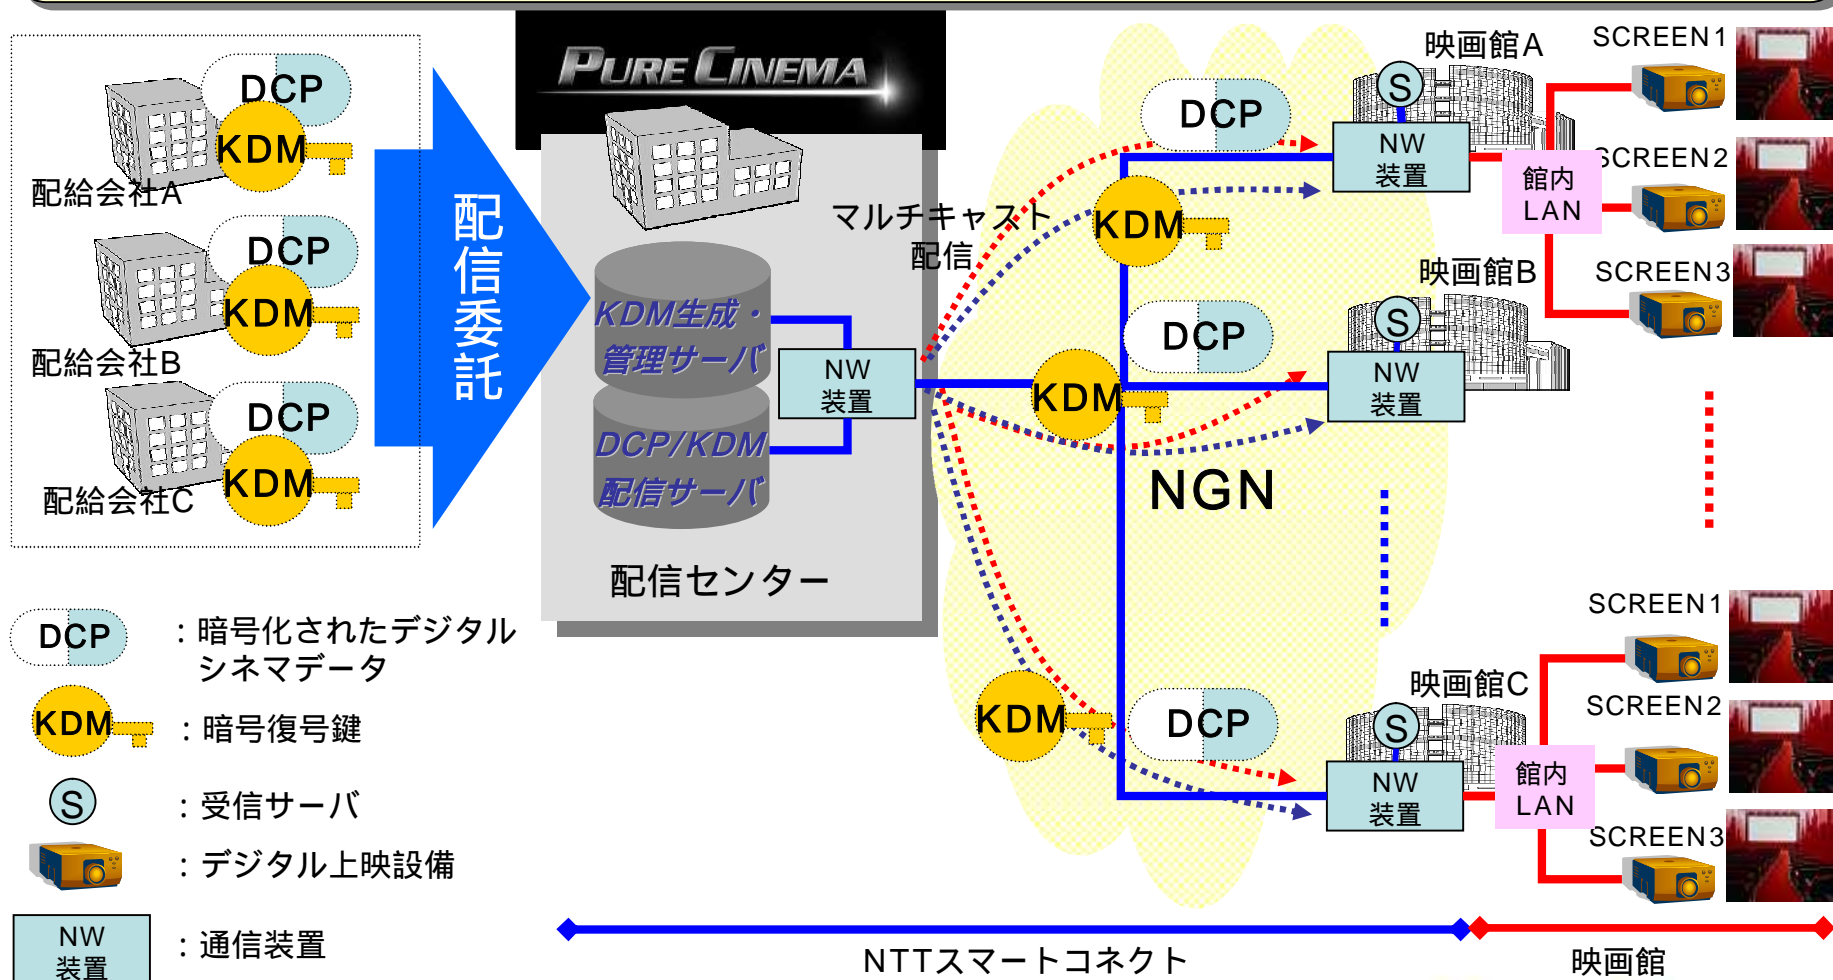 DCP
KDM
配給会社A
DCP
KDM
配給会社B
DCP
KDM
配給会社C
配信委託
PURE CINEMA
KDM生成・
管理サーバ
DCP/KDM
配信サーバ
NW
装置
配信センター
マルチキャスト
配信
DCP
KDM
DCP
KDM
NGN
KDM
DCP
映画館A
S
NW
装置
館内
LAN
SCREEN1
SCREEN2
SCREEN3
映画館B
S
NW
装置
映画館C
S
NW
装置
館内
LAN
SCREEN1
SCREEN2
SCREEN3
DCP
：暗号化されたデジタル
シネマデータ
KDM
：暗号復号鍵
S
：受信サーバ
：デジタル上映設備
NW
装置
：通信装置
NTTスマートコネクト
映画館